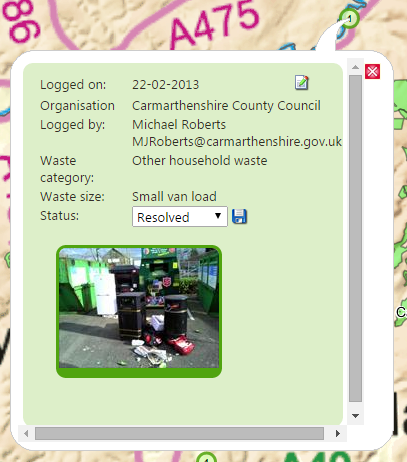 A475
86
1
Logged on: 22-02-2013
Organisation Carmarthenshire County Council
Logged by: Michael Roberts
MJRoberts@carmarthenshire.gov.uk
Waste category: Other household waste
Waste size: Small van load
Status: Resolved